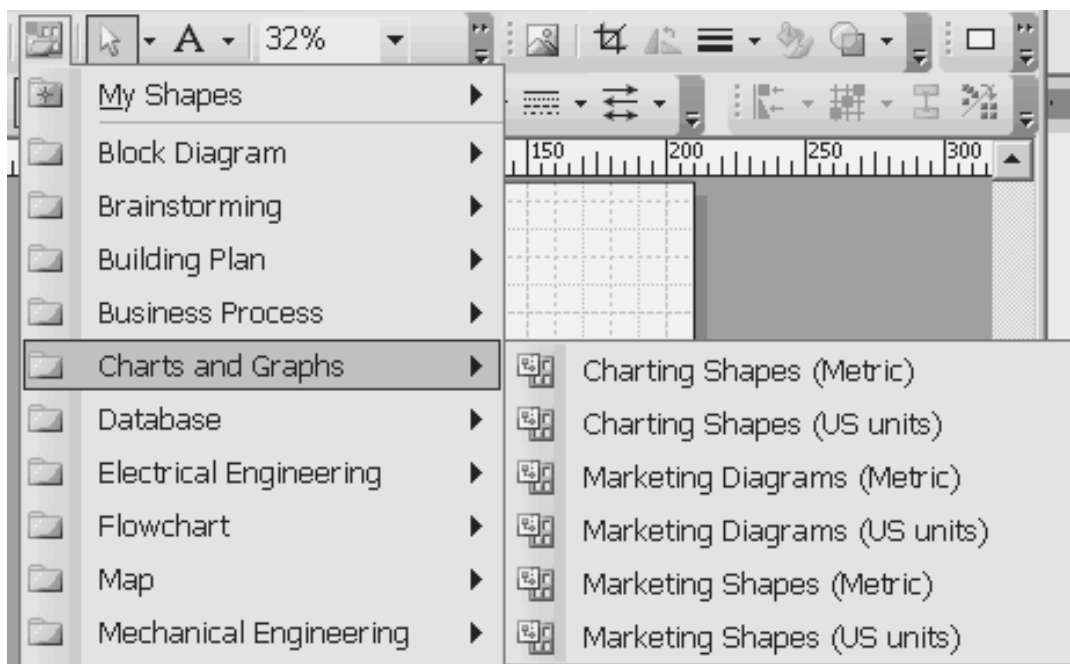 A 32%
My Shapes
150 200 250 300
Block Diagram
Brainstorming
Building Plan
Business Process
Charts and Graphs
Charting Shapes (Metric)
Database
Charting Shapes (US units)
Electrical Engineering
Marketing Diagrams (Metric)
Flowchart
Marketing Diagrams (US units)
Map
Marketing Shapes (Metric)
Mechanical Engineering
Marketing Shapes (US units)